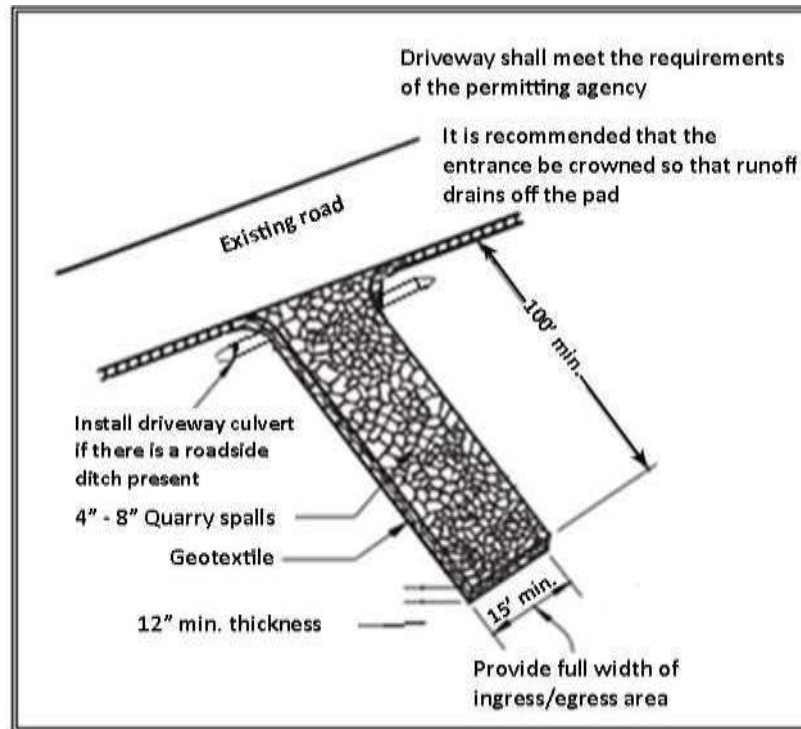 Driveway shall meet the requirements
of the permitting agency
It is recommended that the
entrance be crowned so that runoff
drains off the pad
Existing road
100' min.
Install driveway culvert
if there is a roadside
ditch present
4" - 8" Quarry spalls
Geotextile
12" min. thickness
15' min.
Provide full width of
ingress/egress area